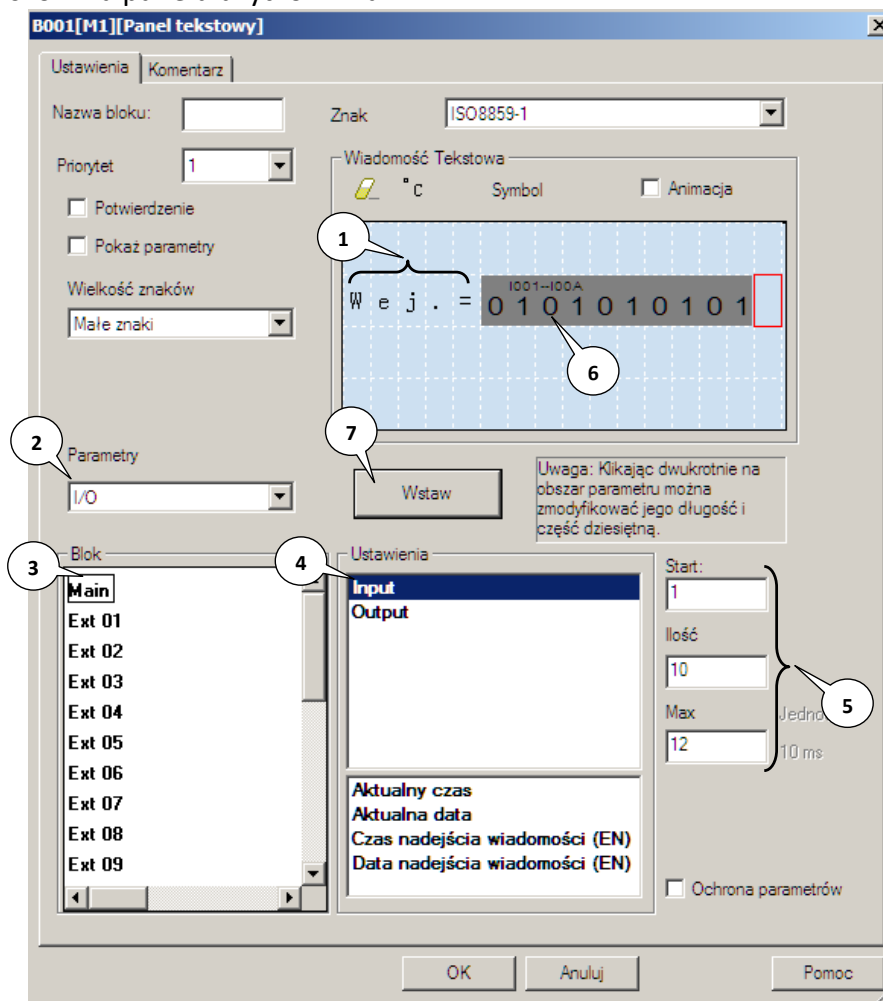 B001[M1][Panel tekstowy]
Ustawienia Komentarz
Nazwa bloku:
Znak ISO8859-1
Priorytet 1
Wiadomość Tekstowa
°C Symbol Animacja
Potwierdzenie
Pokaż parametry
1
Wielkość znaków
Małe znaki
I001--I00A
W e j . = 0 1 0 1 0 1 0 1 0 1
6
2
7
Parametry
I/O
Wstaw
Uwaga: Klikając dwukrotnie na
obszar parametru można
zmodyfikować jego długość i
część dziesiętną.
3
Blok
4
Ustawienia
Main
Ext 01
Ext 02
Ext 03
Ext 04
Ext 05
Ext 06
Ext 07
Ext 08
Ext 09
Input
Output
Aktualny czas
Aktualna data
Czas nadejścia wiadomości (EN)
Data nadejścia wiadomości (EN)
Start:
1
Ilość
10
5
Max
12
10 ms
Ochrona parametrów
OK Anuluj Pomoc